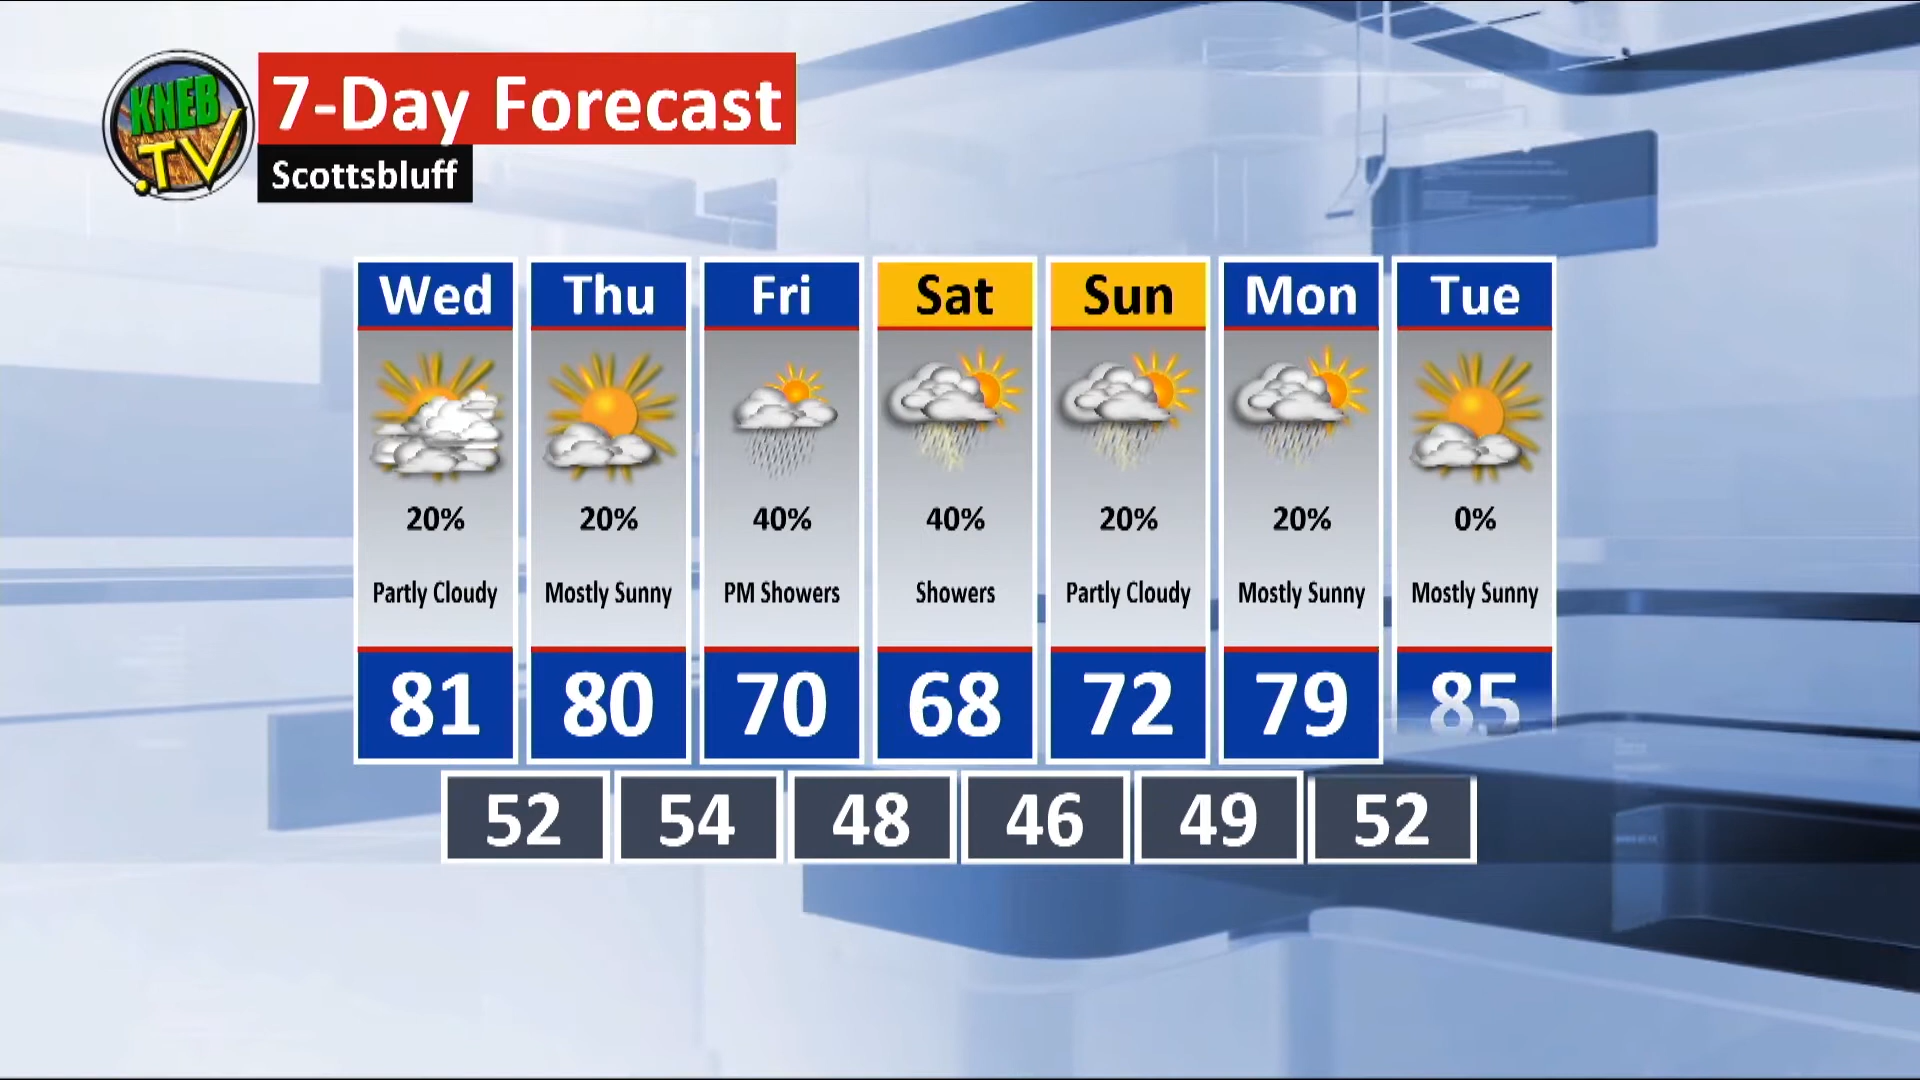 KNEB
.TV
7-Day Forecast
Scottsbluff
Wed Thu Fri Sat Sun Mon Tue
20% 20% 40% 40% 20% 20% 0%
Partly Cloudy Mostly Sunny PM Showers Showers Partly Cloudy Mostly Sunny Mostly Sunny
81 80 70 68 72 79 85
52 54 48 46 49 52